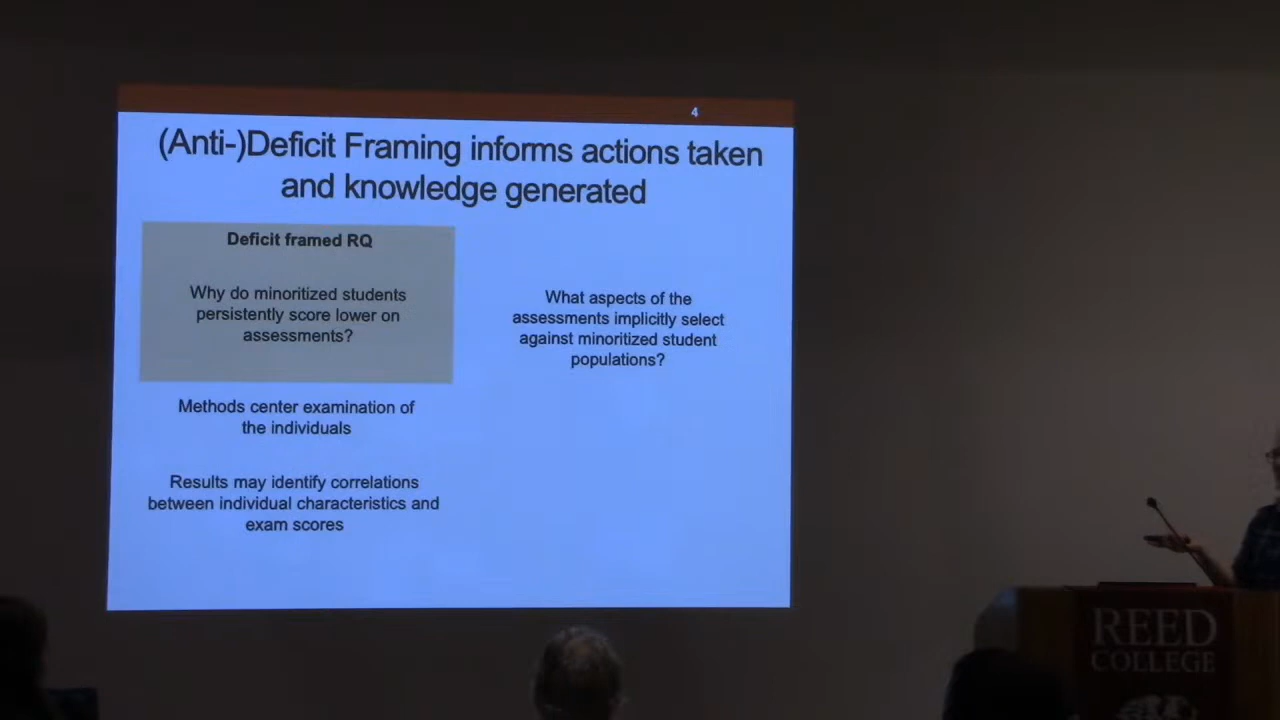 4
(Anti-)Deficit Framing informs actions taken
and knowledge generated
Deficit framed RQ
Why do minoritized students
persistently score lower on
assessments?
Methods center examination of
the individuals
Results may identify correlations
between individual characteristics and
exam scores
What aspects of the
assessments implicitly select
against minoritized student
populations?
REED
COLLEGE